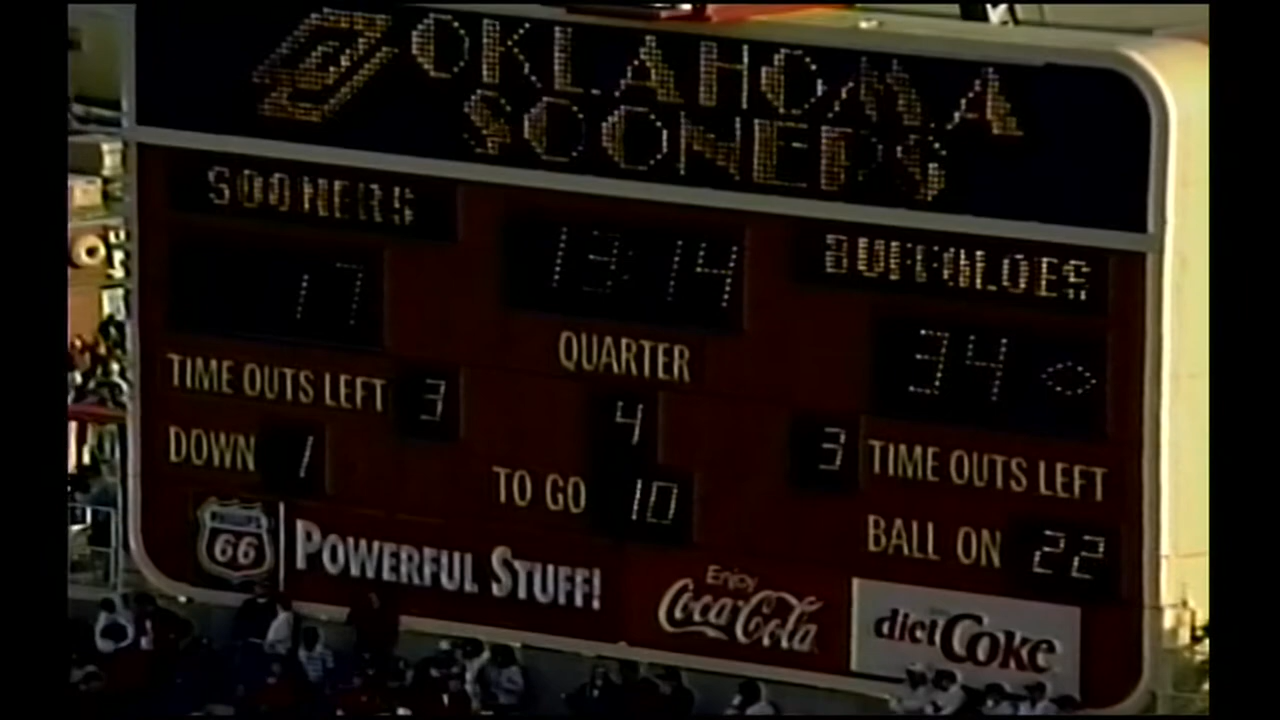 OKLAHOMA
SOONERS
SOONERS
13:14
BUFFALOES
17
34
QUARTER
TIME OUTS LEFT 3
4
3 TIME OUTS LEFT
DOWN 1
TO GO 10
BALL ON 22
PHILLIPS
66
POWERFUL STUFF!
Enjoy
Coca-Cola
diet Coke